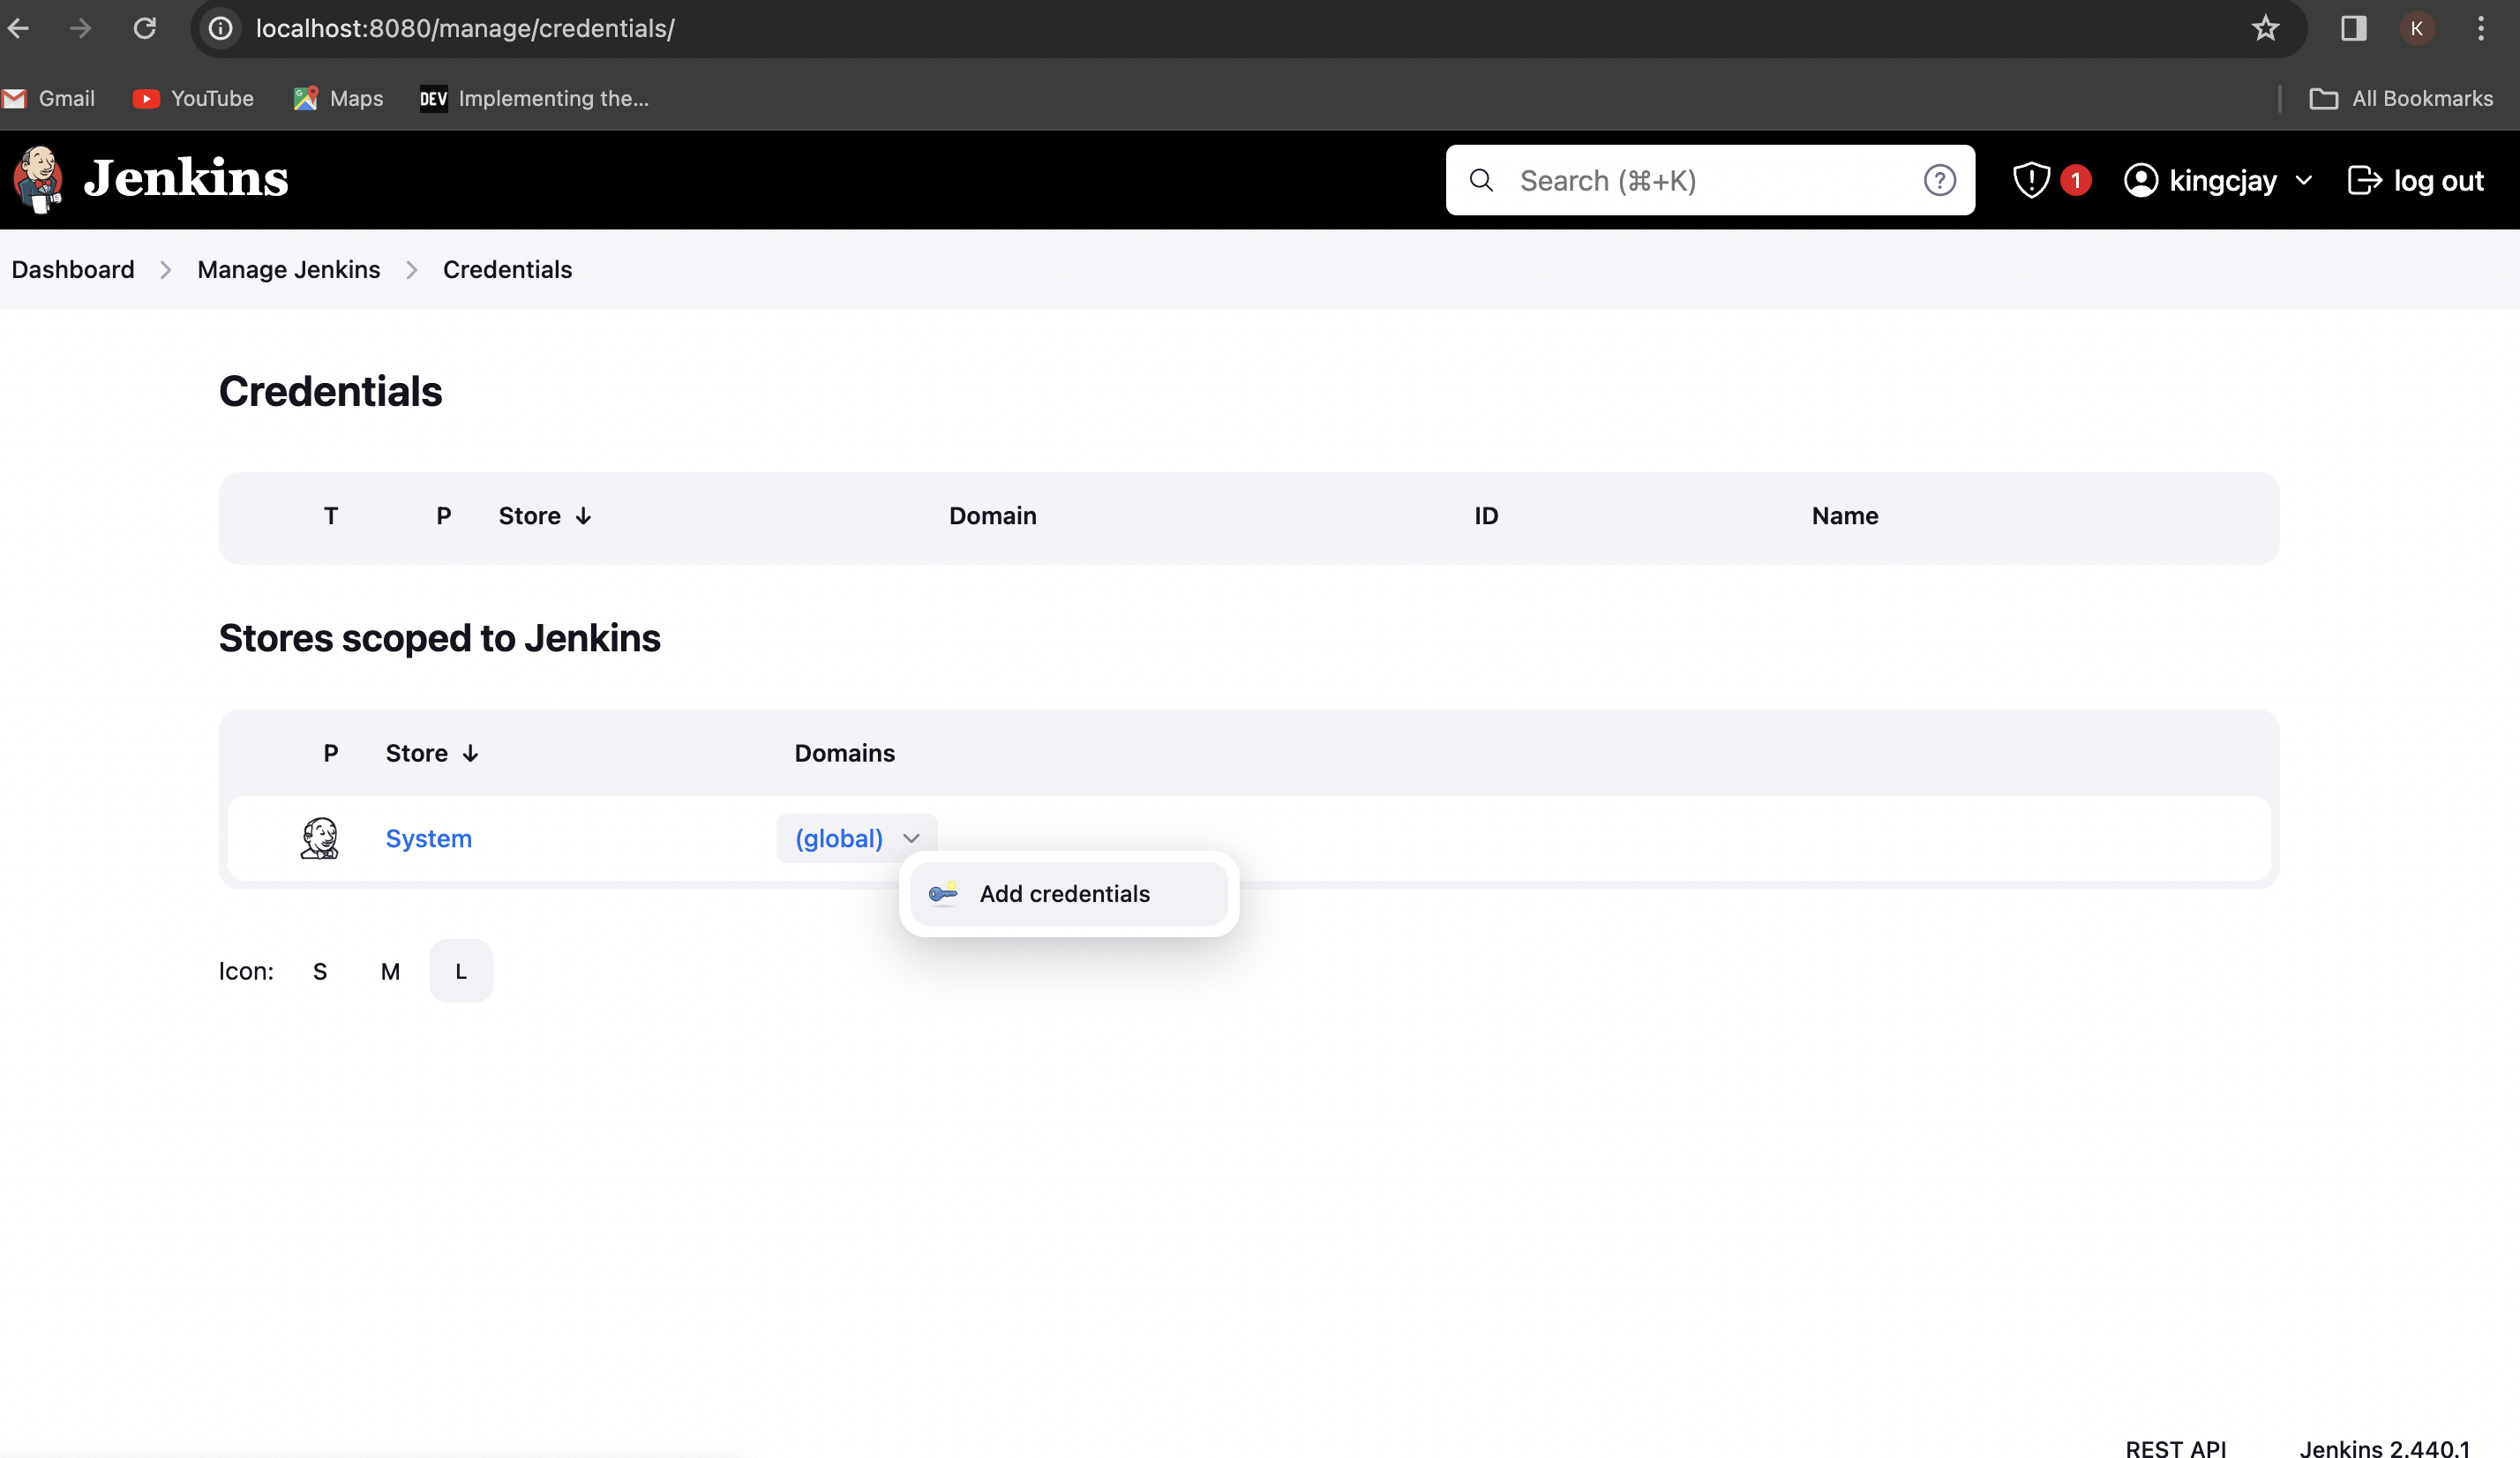 localhost:8080/manage/credentials/
K
Gmail
YouTube
Maps
DEV Implementing the...
All Bookmarks
Jenkins
Search (⌘+K)
?
1
kingcjay
log out
Dashboard
Manage Jenkins
Credentials
Credentials
T P Store ↓ Domain ID Name
Stores scoped to Jenkins
P Store ↓ Domains
System (global)
Add credentials
Icon: S M L
REST API Jenkins 2.440.1